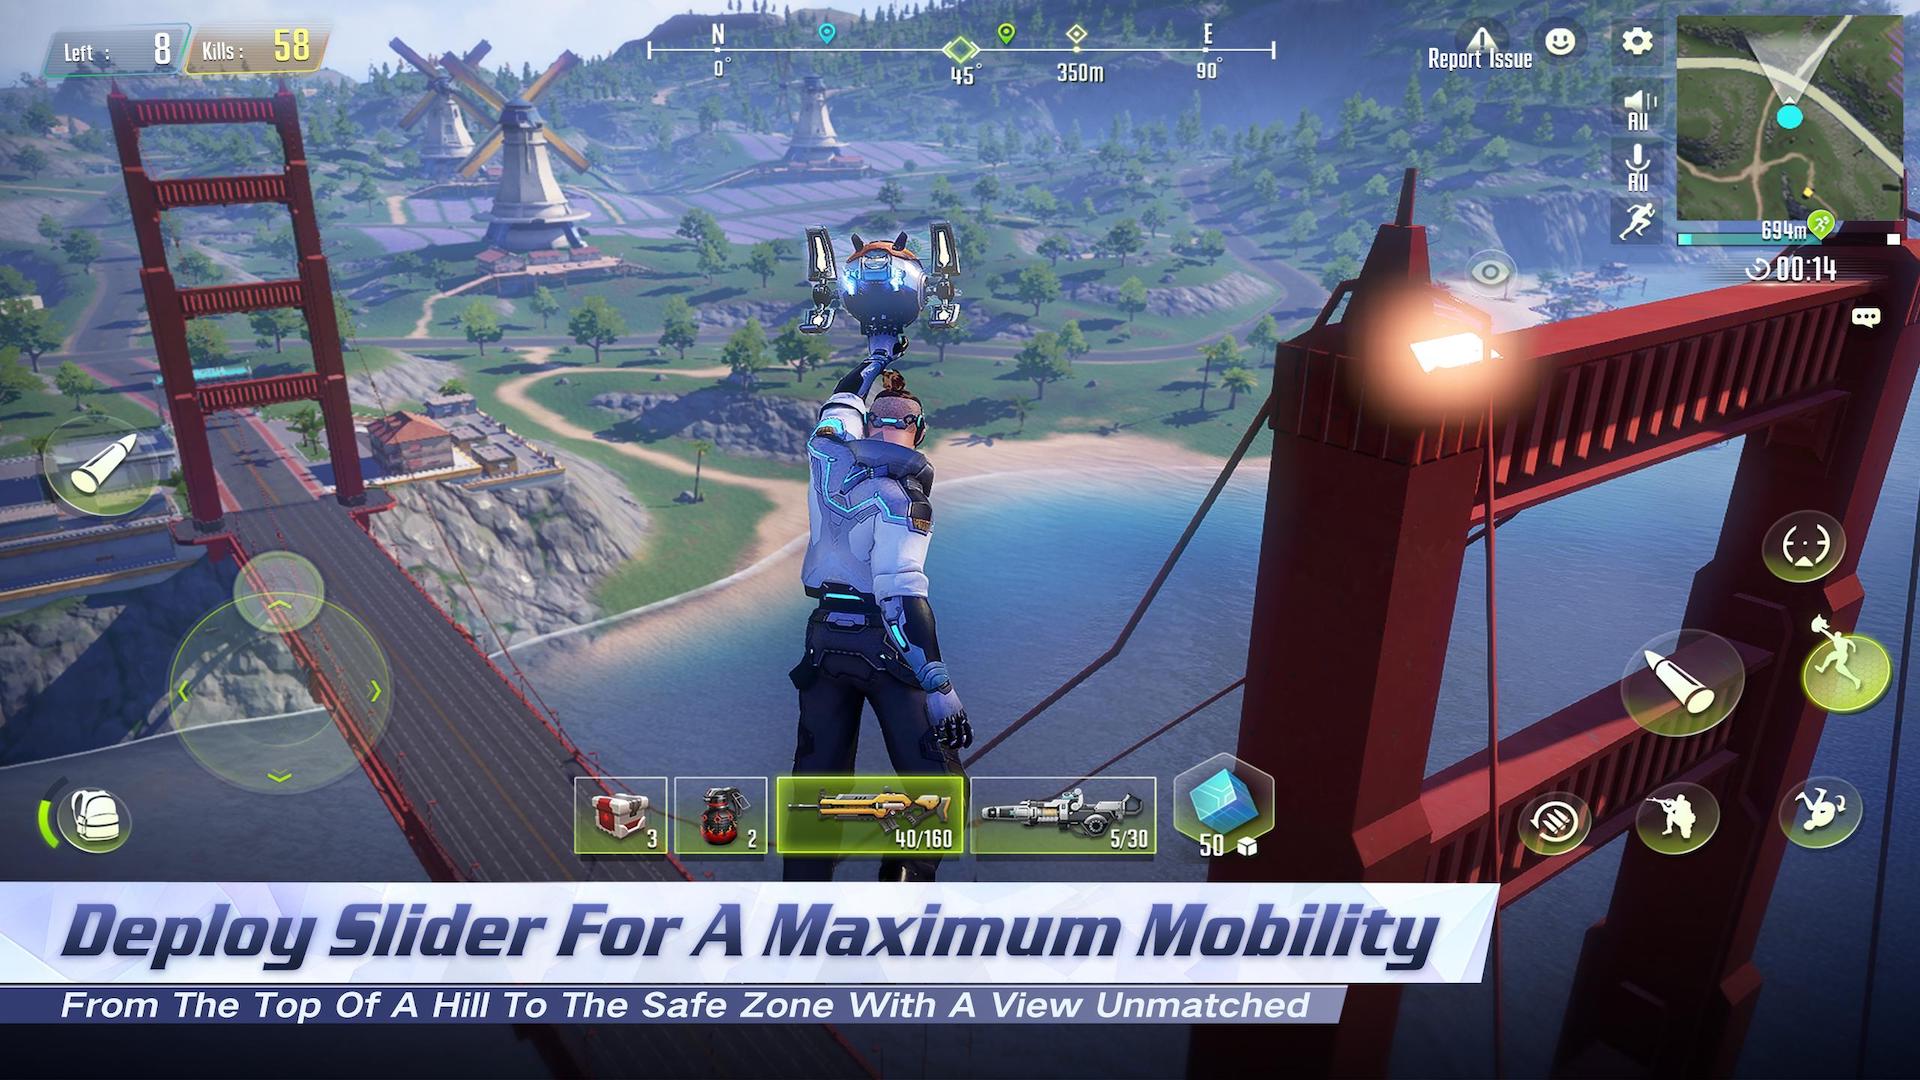 Left : 8 Kills : 58
N E
0° 45° 350m 90°
Report Issue
All
All
694m
00:14
3 2 40/160 5/30 50
Deploy Slider For A Maximum Mobility
From The Top Of A Hill To The Safe Zone With A View Unmatched